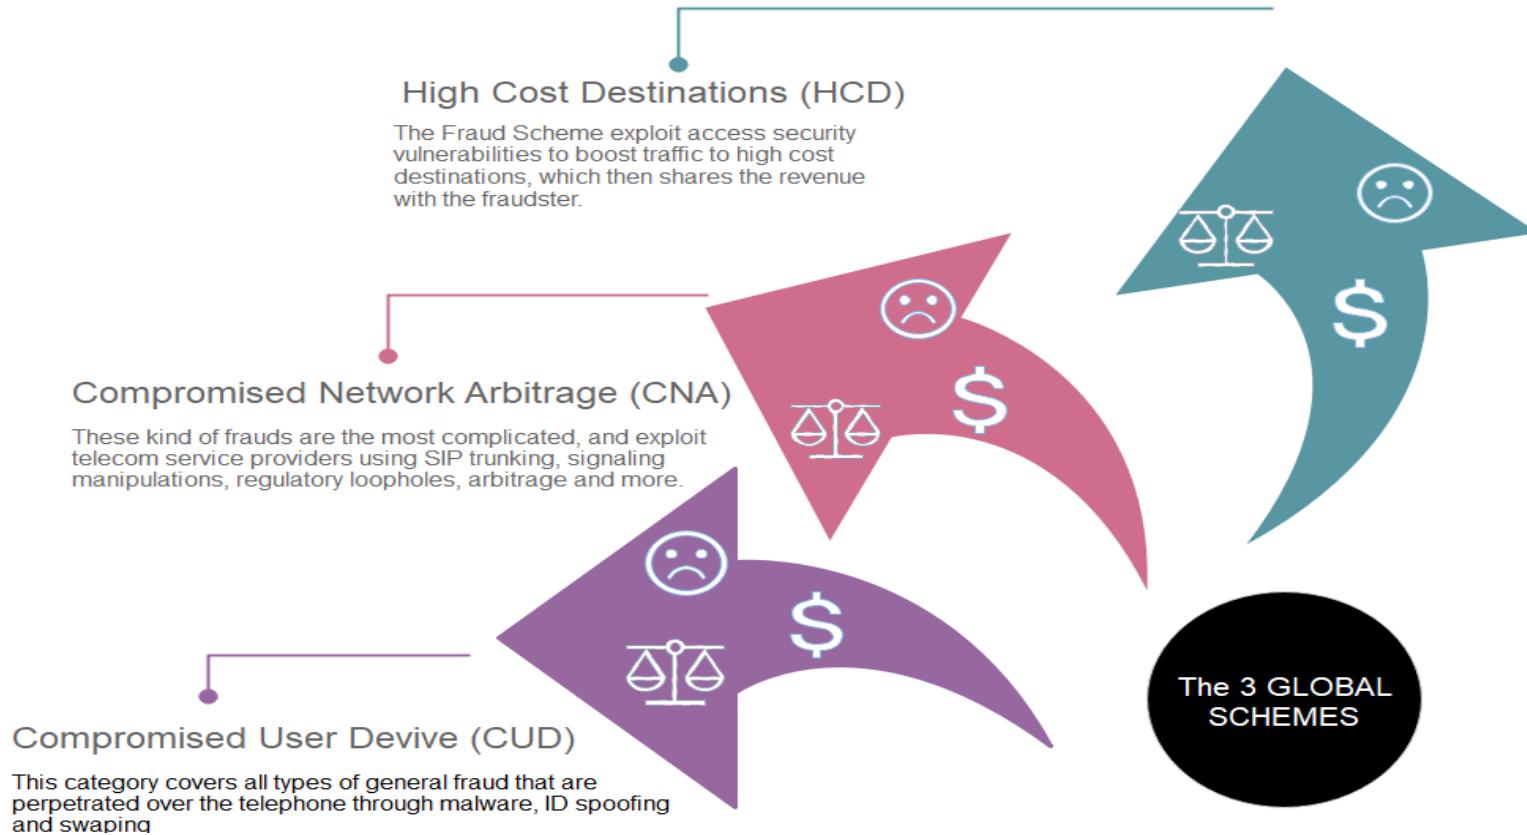 High Cost Destinations (HCD)
The Fraud Scheme exploit access security
vulnerabilities to boost traffic to high cost
destinations, which then shares the revenue
with the fraudster.
Compromised Network Arbitrage (CNA)
These kind of frauds are the most complicated, and exploit
telecom service providers using SIP trunking, signaling
manipulations, regulatory loopholes, arbitrage and more.
Compromised User Devive (CUD)
This category covers all types of general fraud that are
perpetrated over the telephone through malware, ID spoofing
and swaping
The 3 GLOBAL
SCHEMES
$
$
$